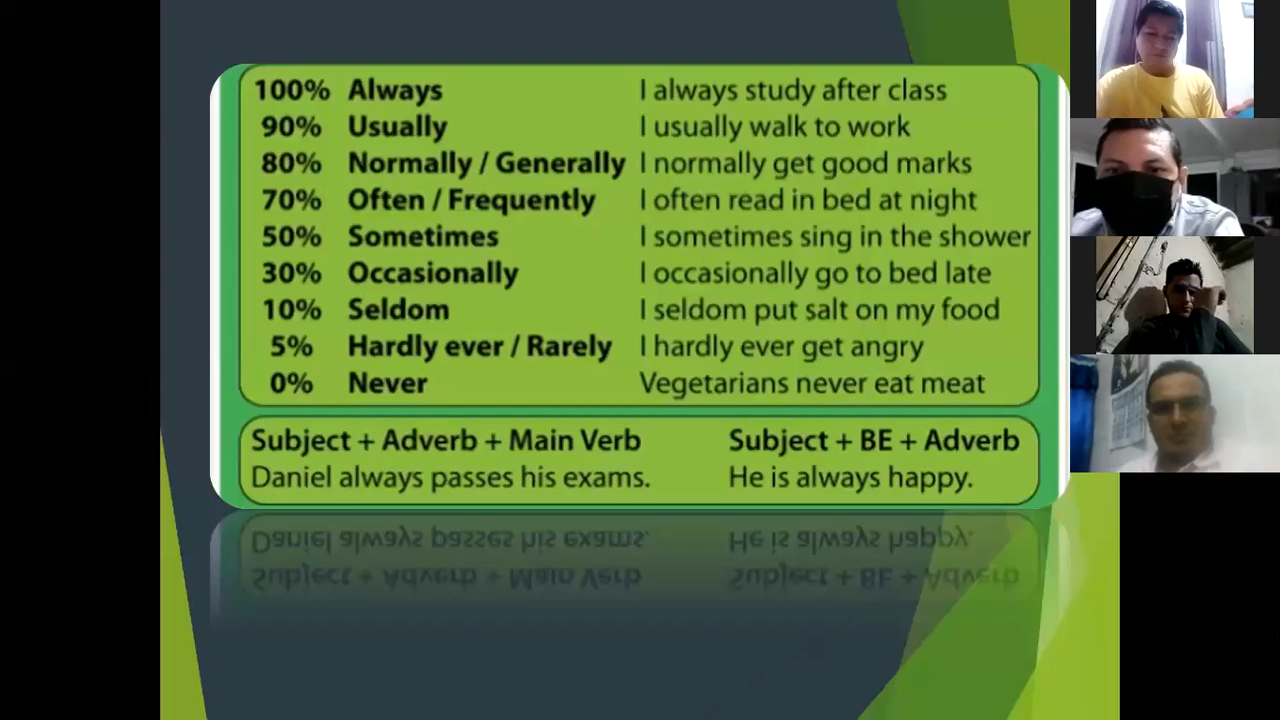 100% Always I always study after class
90% Usually I usually walk to work
80% Normally / Generally I normally get good marks
70% Often / Frequently I often read in bed at night
50% Sometimes I sometimes sing in the shower
30% Occasionally I occasionally go to bed late
10% Seldom I seldom put salt on my food
5% Hardly ever / Rarely I hardly ever get angry
0% Never Vegetarians never eat meat
Subject + Adverb + Main Verb Subject + BE + Adverb
Daniel always passes his exams. He is always happy.